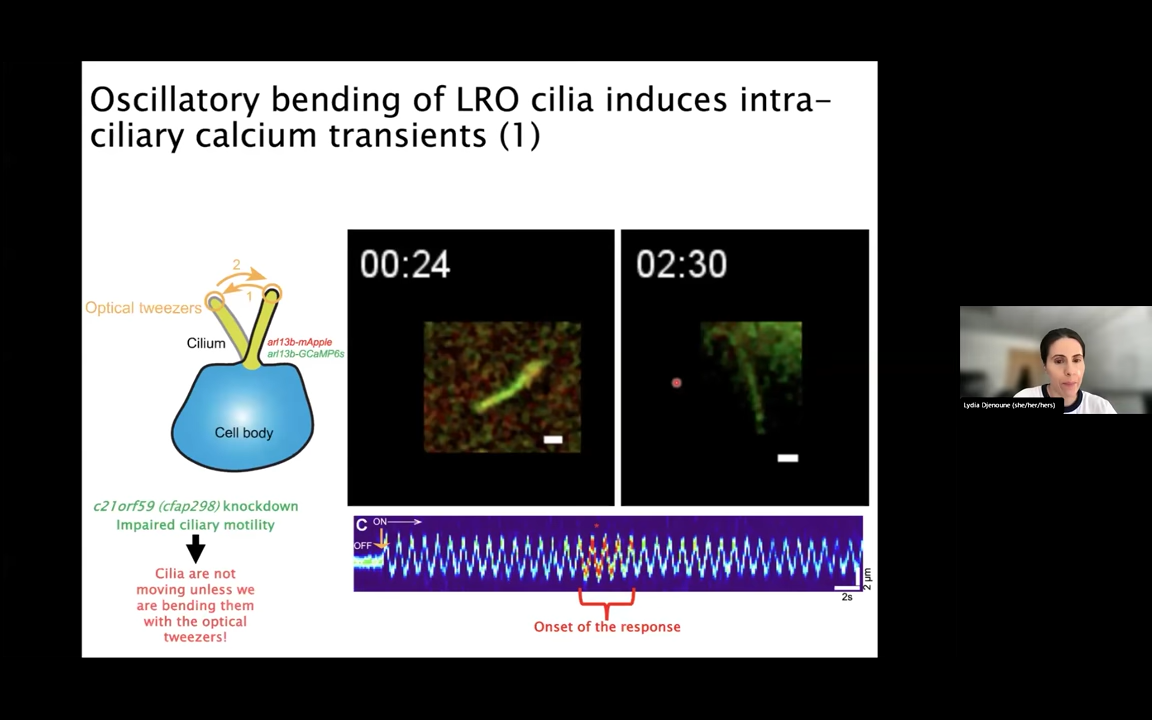 Oscillatory bending of LRO cilia induces intra-
ciliary calcium transients (1)
2
1
Optical tweezers
Cilium
arl13b-mApple
arl13b-GCaMP6s
Cell body
c21orf59 (cfap298) knockdown
Impaired ciliary motility
Cilia are not
moving unless we
are bending them
with the optical
tweezers!
00:24
02:30
C
ON
OFF
*
2 µm
2s
Onset of the response
Lydia Djenoune (she/her/hers)